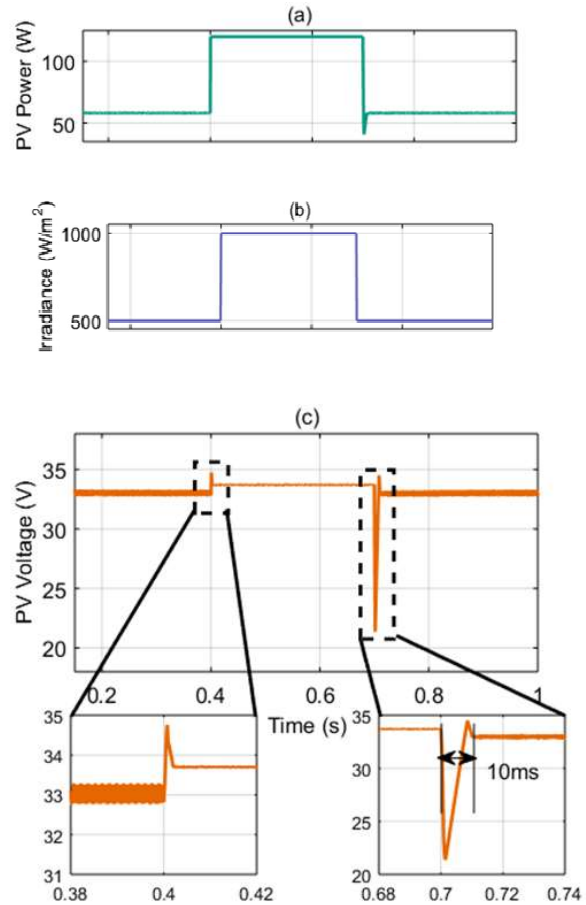 (a)
PV Power (W)
100
50
(b)
Irradiance (W/m²)
1000
500
(c)
PV Voltage (V)
35
30
25
20
0.2 0.4 0.6 0.8 1
Time (s)
35
34
33
32
31
0.38 0.4 0.42
35
30
25
20
10ms
0.68 0.7 0.72 0.74